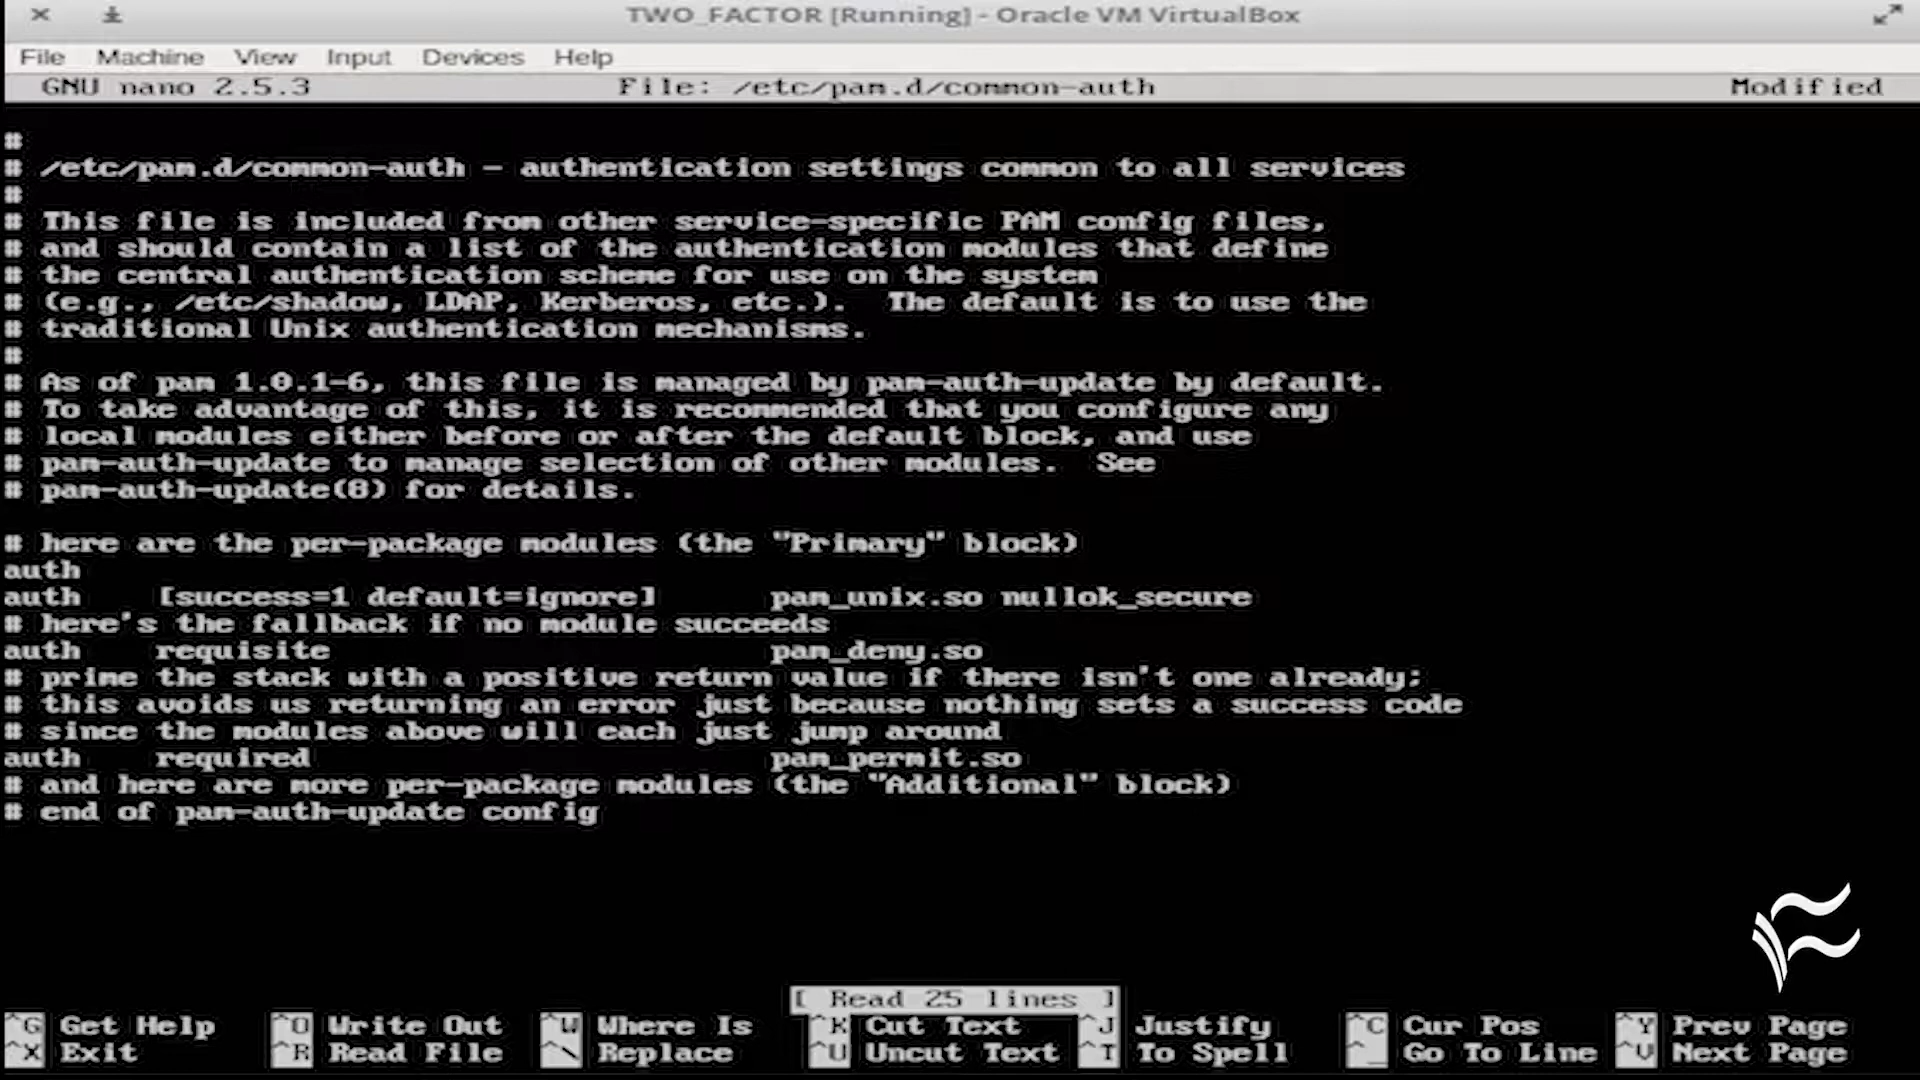 TWO_FACTOR [Running] - Oracle VM VirtualBox
File Machine View Input Devices Help
GNU nano 2.5.3 File: /etc/pam.d/common-auth Modified
#
# /etc/pam.d/common-auth - authentication settings common to all services
#
# This file is included from other service-specific PAM config files,
# and should contain a list of the authentication modules that define
# the central authentication scheme for use on the system
# (e.g., /etc/shadow, LDAP, Kerberos, etc.).  The default is to use the
# traditional Unix authentication mechanisms.
#
# As of pam 1.0.1-6, this file is managed by pam-auth-update by default.
# To take advantage of this, it is recommended that you configure any
# local modules either before or after the default block, and use
# pam-auth-update to manage selection of other modules.  See
# pam-auth-update(8) for details.
# here are the per-package modules (the "Primary" block)
auth
auth    [success=1 default=ignore]      pam_unix.so nullok_secure
# here's the fallback if no module succeeds
auth    requisite                       pam_deny.so
# prime the stack with a positive return value if there isn't one already;
# this avoids us returning an error just because nothing sets a success code
# since the modules above will each just jump around
auth    required                        pam_permit.so
# and here are more per-package modules (the "Additional" block)
# end of pam-auth-update config
[ Read 25 lines ]
^G Get Help ^O Write Out ^W Where Is ^K Cut Text ^J Justify ^C Cur Pos ^Y Prev Page
^X Exit ^R Read File ^\ Replace ^U Uncut Text ^T To Spell ^_ Go To Line ^V Next Page